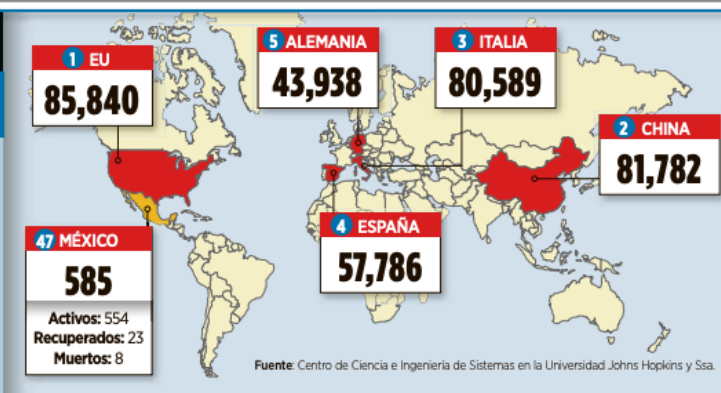 1 EU
85,840
5 ALEMANIA
43,938
3 ITALIA
80,589
2 CHINA
81,782
4 ESPAÑA
57,786
47 MÉXICO
585
Activos: 554
Recuperados: 23
Muertos: 8
Fuente: Centro de Ciencia e Ingeniería de Sistemas en la Universidad Johns Hopkins y Ssa.